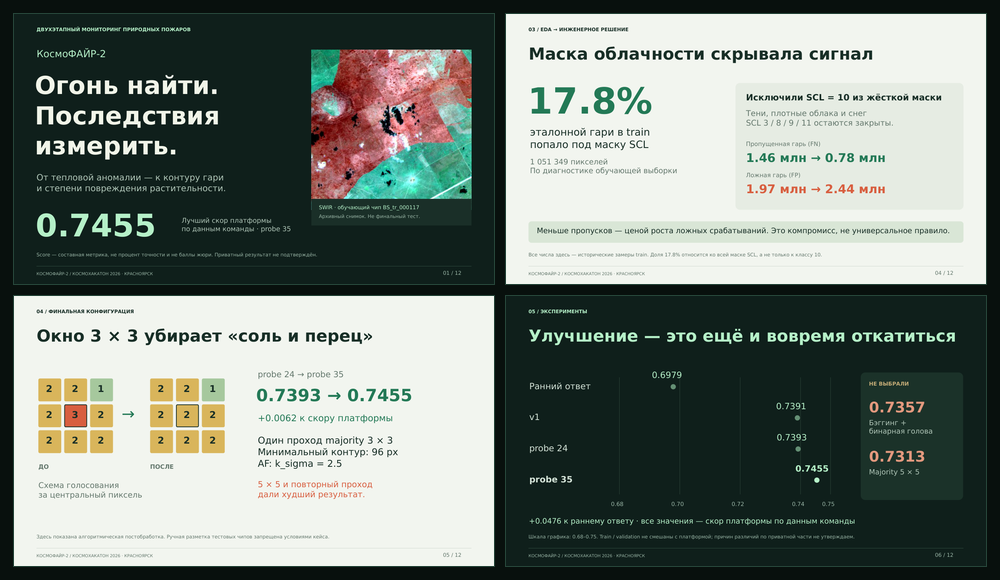 ДВУХЭТАПНЫЙ МОНИТОРИНГ ПРИРОДНЫХ ПОЖАРОВ
КосмоФАЙР-2
Огонь найти.
Последствия
измерить.
От тепловой аномалии — к контуру гари
и степени повреждения растительности.
0.7455
Лучший скор платформы
по данным команды · probe 35
SWIR · обучающий чип BS_tr_000117
Архивный снимок. Не финальный тест.
Score — составная метрика, не процент точности и не баллы жюри. Приватный результат не подтверждён.
КОСМОФАЙР-2 / КОСМОХАКАТОН 2026 · КРАСНОЯРСК
01 / 12
03 / EDA → ИНЖЕНЕРНОЕ РЕШЕНИЕ
Маска облачности скрывала сигнал
17.8%
эталонной гари в train
попало под маску SCL
1 051 349 пикселей
По диагностике обучающей выборки
Исключили SCL = 10 из жёсткой маски
Тени, плотные облака и снег
SCL 3 / 8 / 9 / 11 остаются закрыты.
Пропущенная гарь (FN)
1.46 млн → 0.78 млн
Ложная гарь (FP)
1.97 млн → 2.44 млн
Меньше пропусков — ценой роста ложных срабатываний. Это компромисс, не универсальное правило.
Все числа здесь — исторические замеры train. Доля 17.8% относится ко всей маске SCL, а не только к классу 10.
КОСМОФАЙР-2 / КОСМОХАКАТОН 2026 · КРАСНОЯРСК
04 / 12
04 / ФИНАЛЬНАЯ КОНФИГУРАЦИЯ
Окно 3 × 3 убирает «соль и перец»
2 2 1
2 3 2
2 2 2
→
2 2 1
2 2 2
2 2 2
ДО
ПОСЛЕ
Схема голосования
за центральный пиксель
probe 24 → probe 35
0.7393 → 0.7455
+0.0062 к скору платформы
Один проход majority 3 × 3
Минимальный контур: 96 px
AF: k_sigma = 2.5
5 × 5 и повторный проход
дали худший результат.
Здесь показана алгоритмическая постобработка. Ручная разметка тестовых чипов запрещена условиями кейса.
КОСМОФАЙР-2 / КОСМОХАКАТОН 2026 · КРАСНОЯРСК
05 / 12
05 / ЭКСПЕРИМЕНТЫ
Улучшение — это ещё и вовремя откатиться
Ранний ответ
0.6979
v1
0.7391
probe 24
0.7393
probe 35
0.7455
0.68
0.70
0.72
0.74
0.75
НЕ ВЫБРАЛИ
0.7357
Бэггинг +
бинарная голова
0.7313
Majority 5 × 5
+0.0476 к раннему ответу · все значения — скор платформы по данным команды
Шкала графика: 0.68–0.75. Train / validation не смешаны с платформой; причин различий по приватной части не утверждаем.
КОСМОФАЙР-2 / КОСМОХАКАТОН 2026 · КРАСНОЯРСК
06 / 12